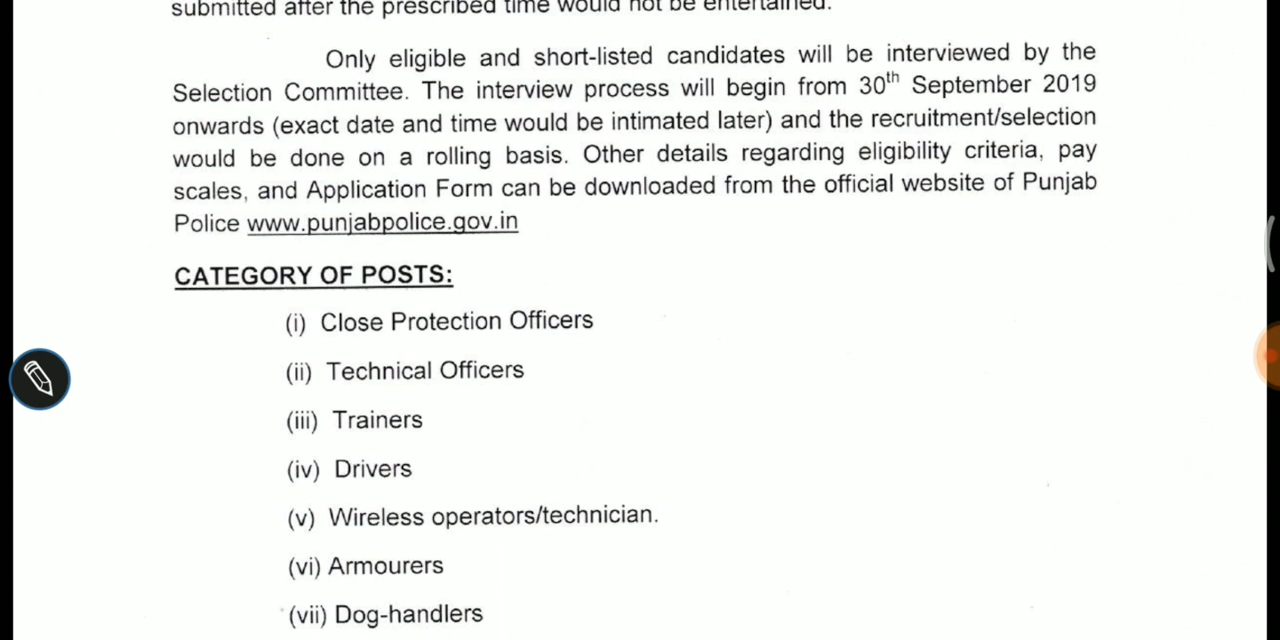 submitted after the prescribed time would not be entertained.
Only eligible and short-listed candidates will be interviewed by the
Selection Committee. The interview process will begin from 30th September 2019
onwards (exact date and time would be intimated later) and the recruitment/selection
would be done on a rolling basis. Other details regarding eligibility criteria, pay
scales, and Application Form can be downloaded from the official website of Punjab
Police www.punjabpolice.gov.in
CATEGORY OF POSTS:
(i) Close Protection Officers
(ii) Technical Officers
(iii) Trainers
(iv) Drivers
(v) Wireless operators/technician.
(vi) Armourers
(vii) Dog-handlers